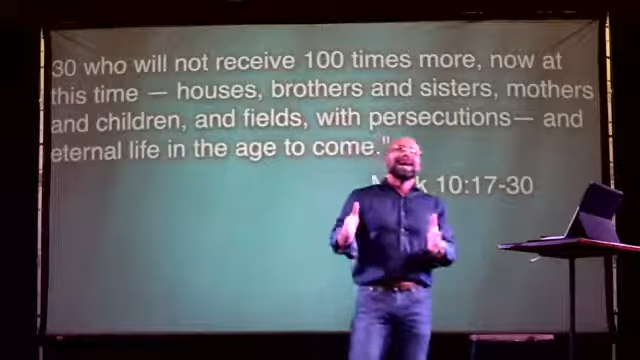 30 who will not receive 100 times more, now at
this time — houses, brothers and sisters, mothers
and children, and fields, with persecutions— and
eternal life in the age to come."
10:17-30